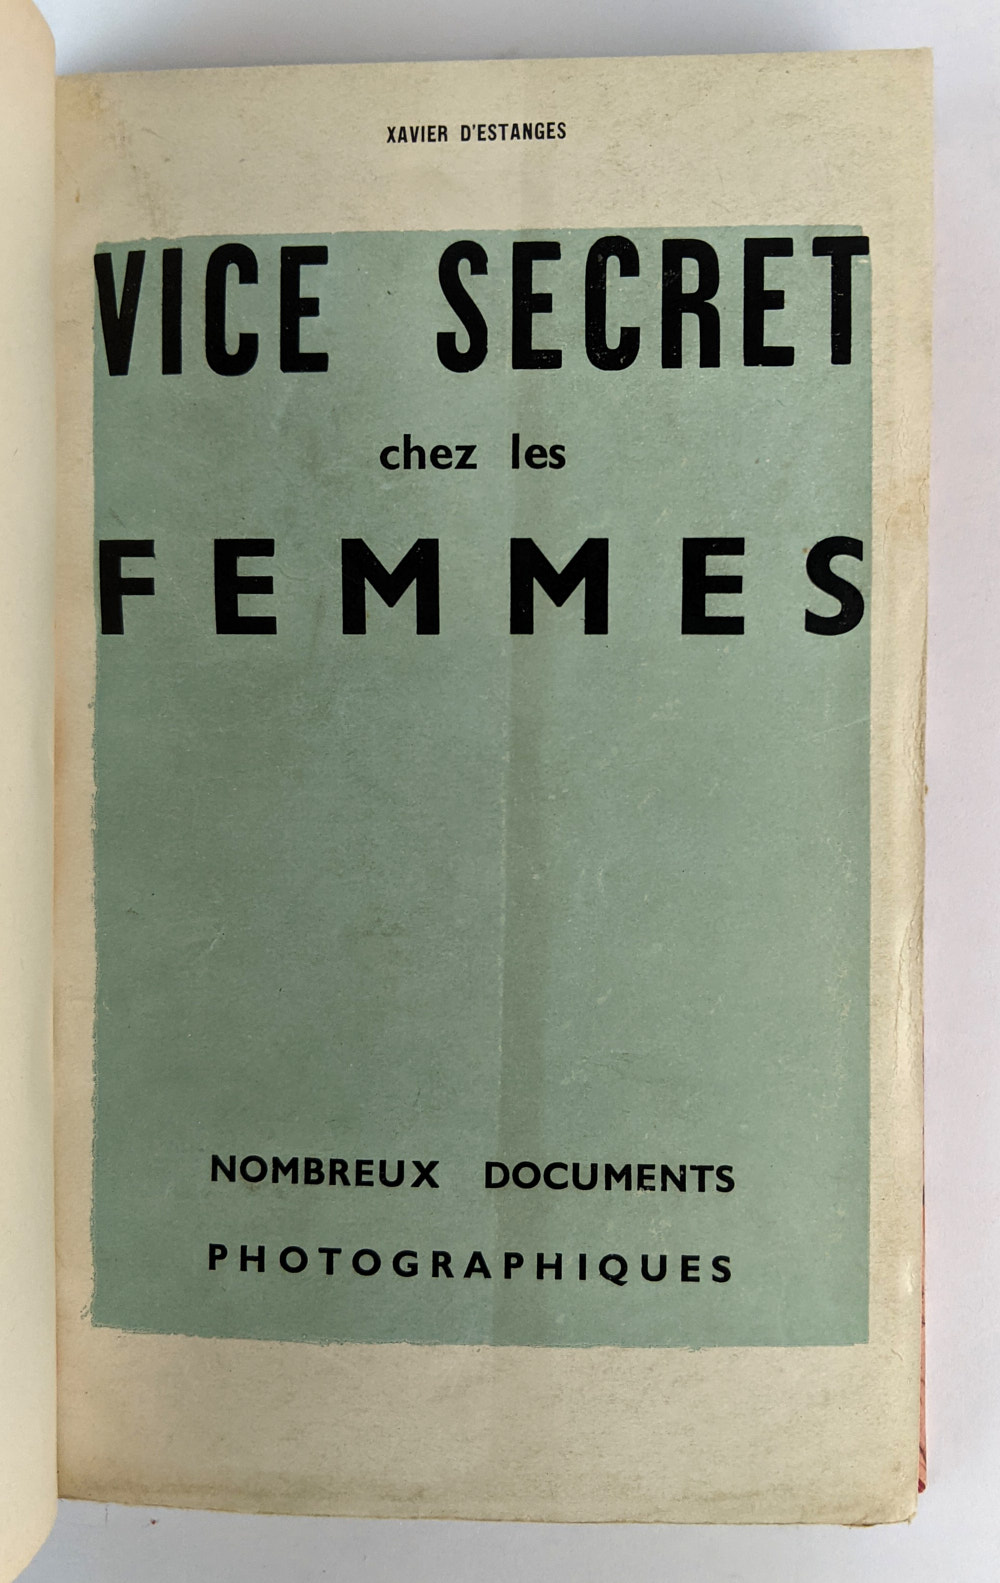 XAVIER D'ESTANGES
VICE SECRET
chez les
FEMMES
NOMBREUX DOCUMENTS
PHOTOGRAPHIQUES